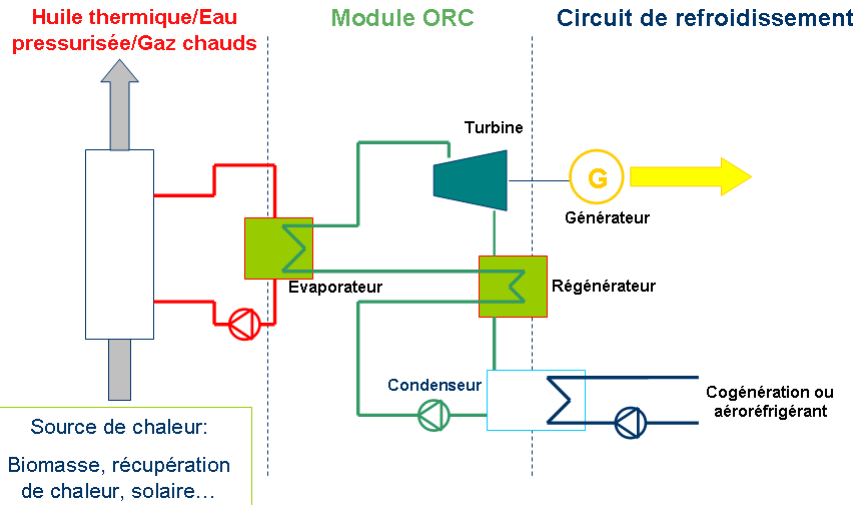 Huile thermique/Eau
pressurisée/Gaz chauds
Module ORC
Circuit de refroidissement
Turbine
G
Générateur
Evaporateur
Régénérateur
Condenseur
Cogénération ou
aéroréfrigérant
Source de chaleur:
Biomasse, récupération
de chaleur, solaire…